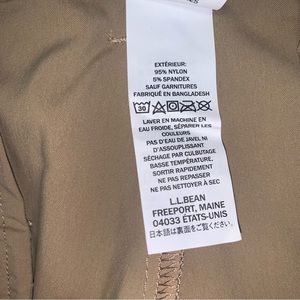 EXTÉRIEUR:
95% NYLON
5% SPANDEX
SAUF GARNITURES
FABRIQUÉ EN BANGLADESH
30
LAVER EN MACHINE EN
EAU FROIDE, SÉPARER LES
COULEURS
PAS D'EAU JAVEL NI
D'ASSOUPLISSANT
SÉCHAGE PAR CULBUTAGE
BASSE TEMPÉRATURE,
SORTIR RAPIDEMENT
NE PAS REPASSER
NE PAS NETTOYER À SEC
L.L.BEAN
FREEPORT, MAINE
04033 ÉTATS-UNIS
日本語は裏面をご覧ください。